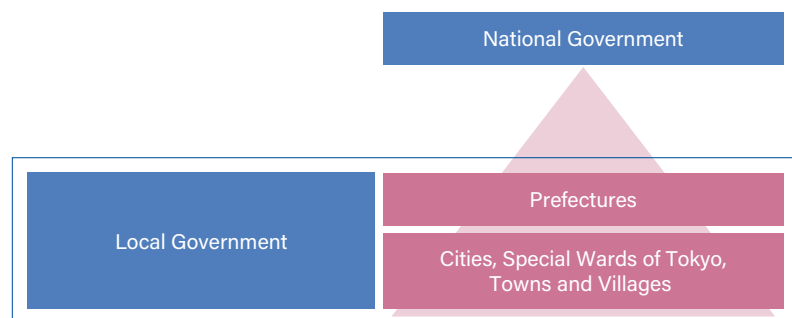 National Government
Local Government
Prefectures
Cities, Special Wards of Tokyo,
Towns and Villages